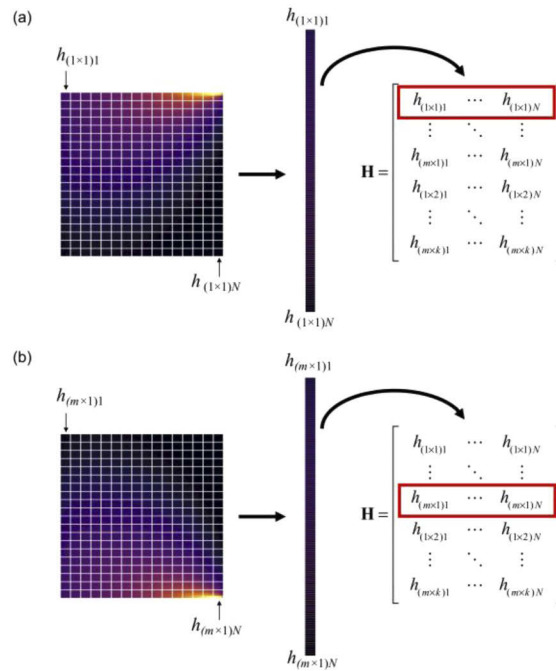 (a)
h(1×1)1
h(1×1)1
h(1×1)N
h(1×1)N
H =
h(1×1)1 ⋯ h(1×1)N
⋮ ⋱ ⋮
h(m×1)1 ⋯ h(m×1)N
h(1×2)1 ⋯ h(1×2)N
⋮ ⋱ ⋮
h(m×k)1 ⋯ h(m×k)N
(b)
h(m×1)1
h(m×1)1
h(m×1)N
h(m×1)N
H =
h(1×1)1 ⋯ h(1×1)N
⋮ ⋱ ⋮
h(m×1)1 ⋯ h(m×1)N
h(1×2)1 ⋯ h(1×2)N
⋮ ⋱ ⋮
h(m×k)1 ⋯ h(m×k)N